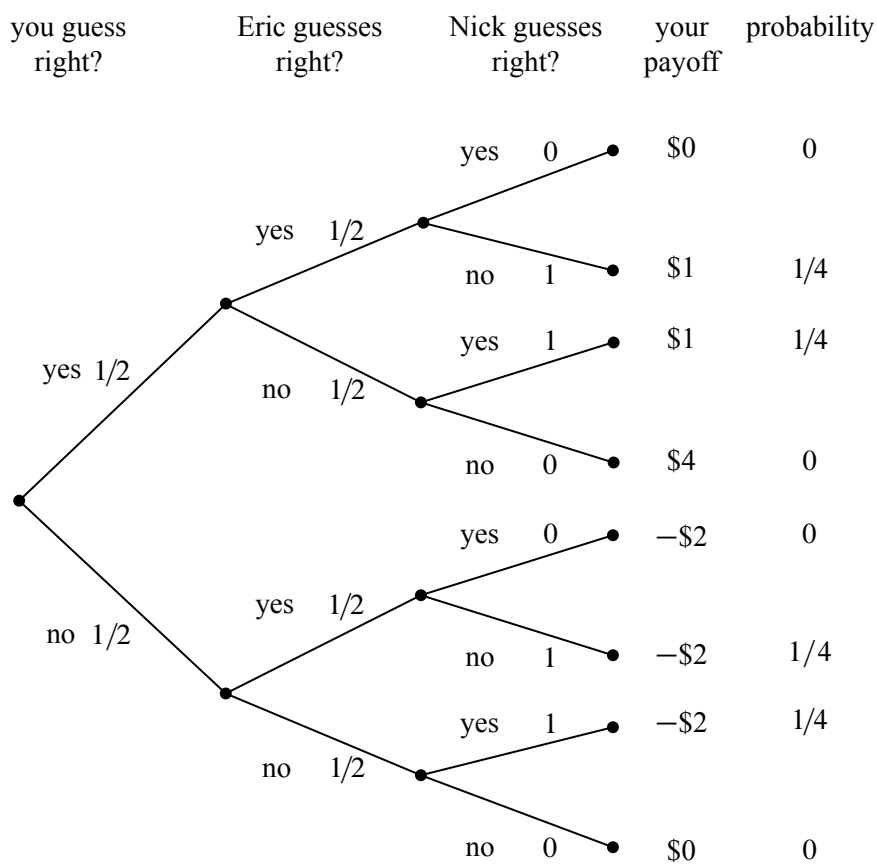 you guess Eric guesses Nick guesses your probability
right? right? right? payoff
yes 0 $0 0
yes 1/2
no 1 $1 1/4
yes 1 $1 1/4
yes 1/2
no 1/2
no 0 $4 0
yes 0 −$2 0
yes 1/2
no 1/2
no 1 −$2 1/4
yes 1 −$2 1/4
no 1/2
no 0 $0 0